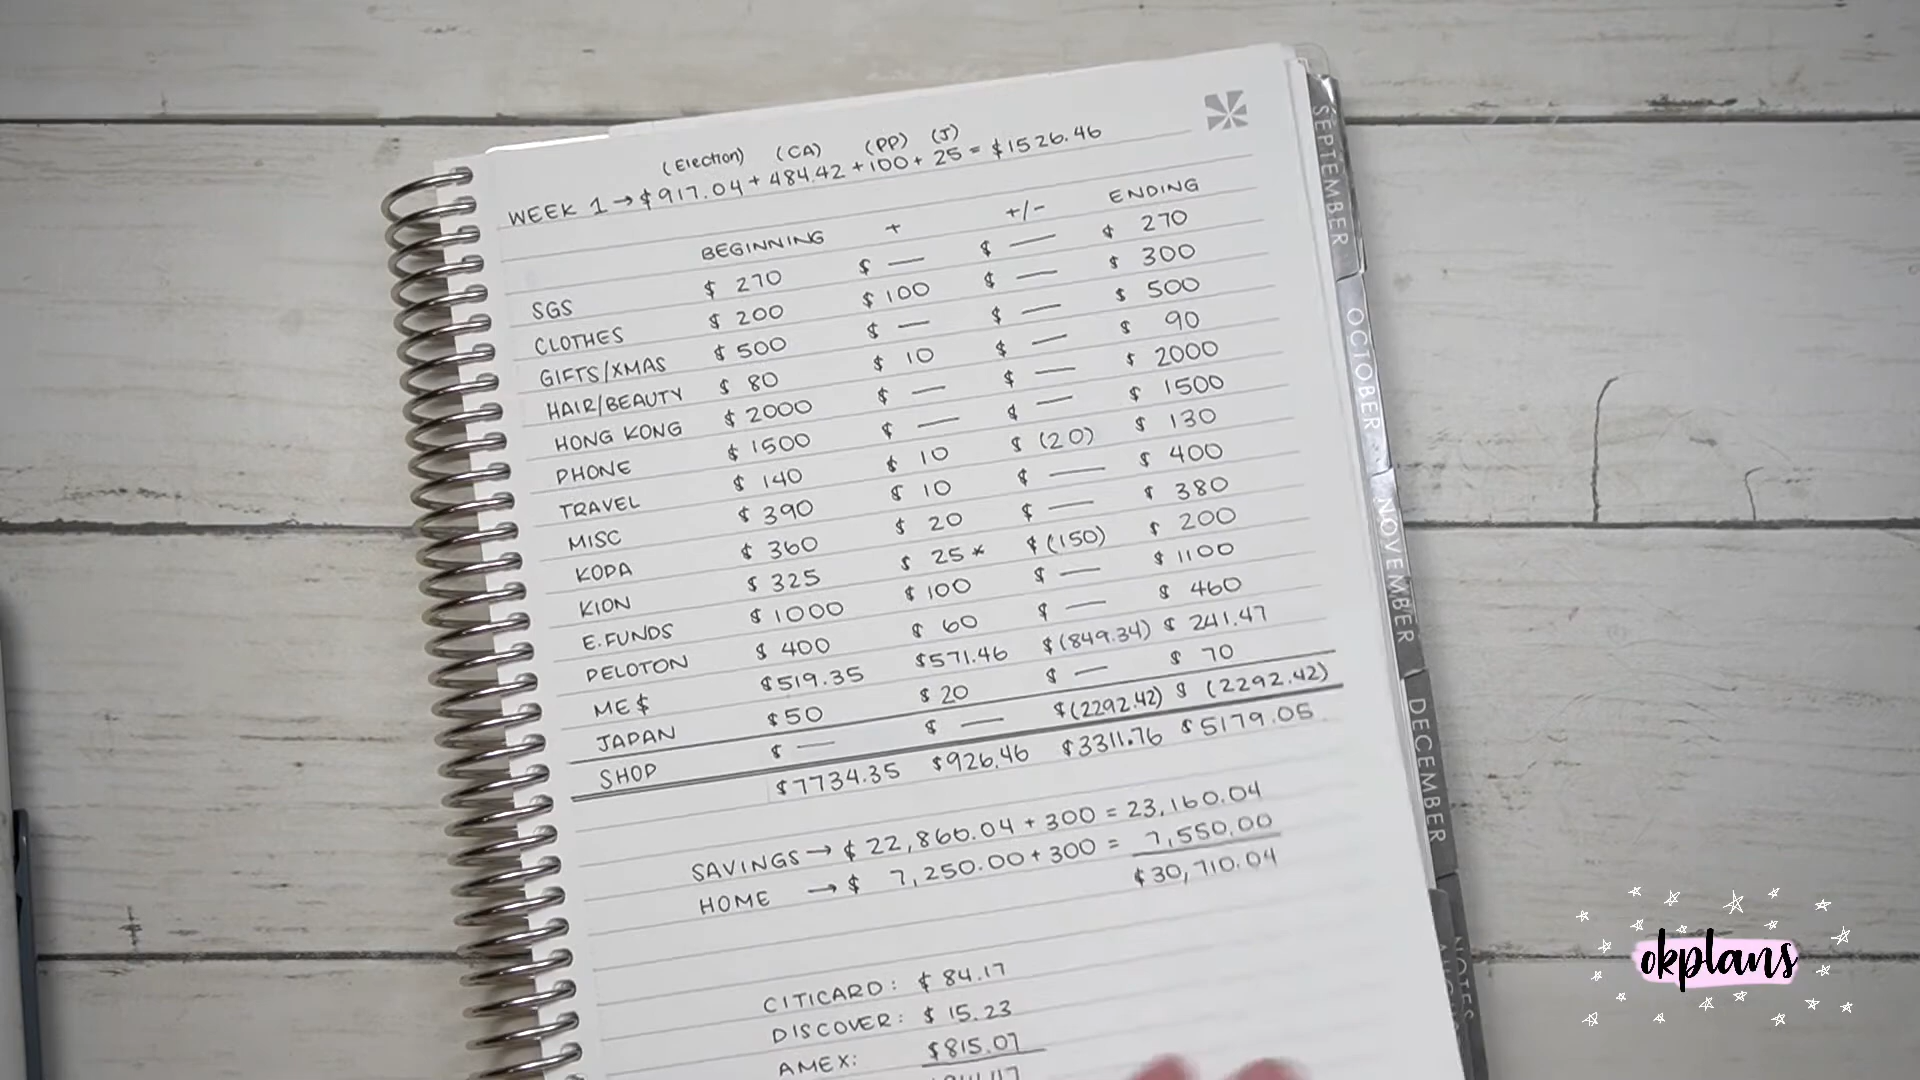 (Election) (CA) (PP) (J)
WEEK 1 → $917.04 + 484.42 + 100 + 25 = $1526.46
BEGINNING + +/- ENDING
SGS $ 270 $ — $ — $ 270
CLOTHES $ 200 $ 100 $ — $ 300
GIFTS/XMAS $ 500 $ — $ — $ 500
HAIR/BEAUTY $ 80 $ 10 $ — $ 90
HONG KONG $ 2000 $ — $ — $ 2000
PHONE $ 1500 $ — $ — $ 1500
TRAVEL $ 140 $ 10 $ (20) $ 130
MISC $ 390 $ 10 $ — $ 400
KODA $ 360 $ 20 $ — $ 380
KION $ 325 $ 25* $ (150) $ 200
E.FUNDS $ 1000 $ 100 $ — $ 1100
PELOTON $ 400 $ 60 $ — $ 460
ME $ $519.35 $571.46 $(849.34) $ 241.47
JAPAN $50 $ 20 $ — $ 70
SHOP $ — $ — $(2292.42) $ (2292.42)
$7734.35 $926.46 $3311.76 $5179.05
SAVINGS → $ 22,860.04 + 300 = 23,160.04
HOME → $ 7,250.00 + 300 = 7,550.00
$30,710.04
CITICARD: $ 84.17
DISCOVER: $ 15.23
AMEX: $815.07
SEPTEMBER
OCTOBER
NOVEMBER
DECEMBER
NOTES
okplans